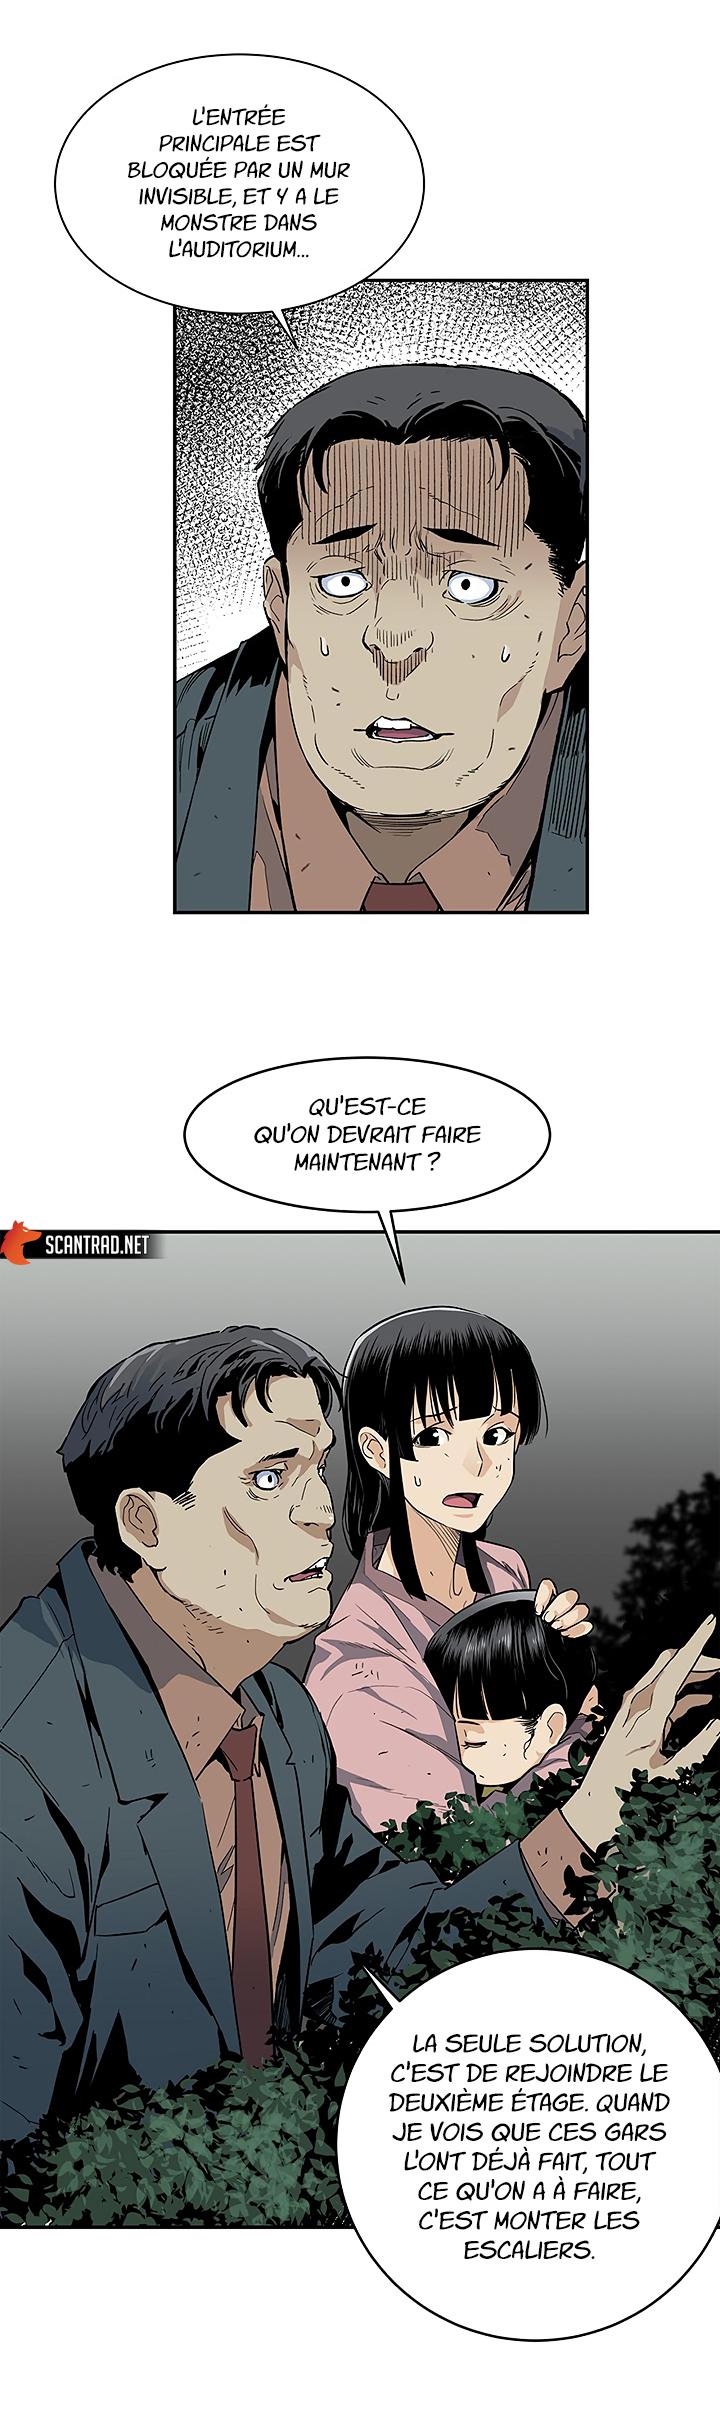 L'ENTRÉE
PRINCIPALE EST
BLOQUÉE PAR UN MUR
INVISIBLE, ET Y A LE
MONSTRE DANS
L'AUDITORIUM...
QU'EST-CE
QU'ON DEVRAIT FAIRE
MAINTENANT ?
SCANTRAD.NET
LA SEULE SOLUTION,
C'EST DE REJOINDRE LE
DEUXIÈME ÉTAGE. QUAND
JE VOIS QUE CES GARS
L'ONT DÉJÀ FAIT, TOUT
CE QU'ON A À FAIRE,
C'EST MONTER LES
ESCALIERS.